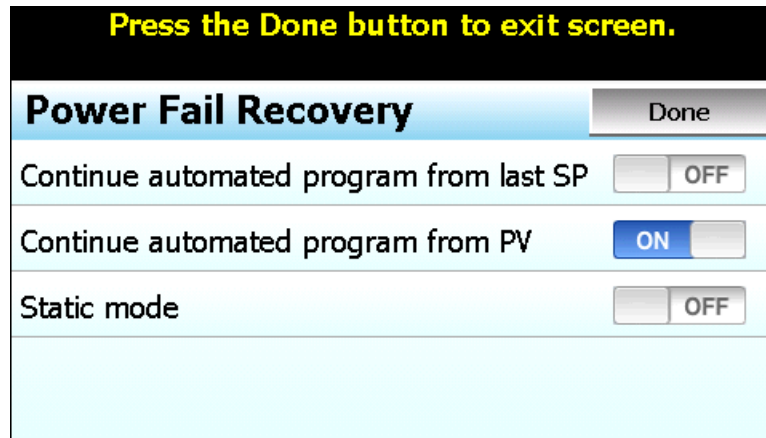 Press the Done button to exit screen.
Power Fail Recovery Done
Continue automated program from last SP OFF
Continue automated program from PV ON
Static mode OFF